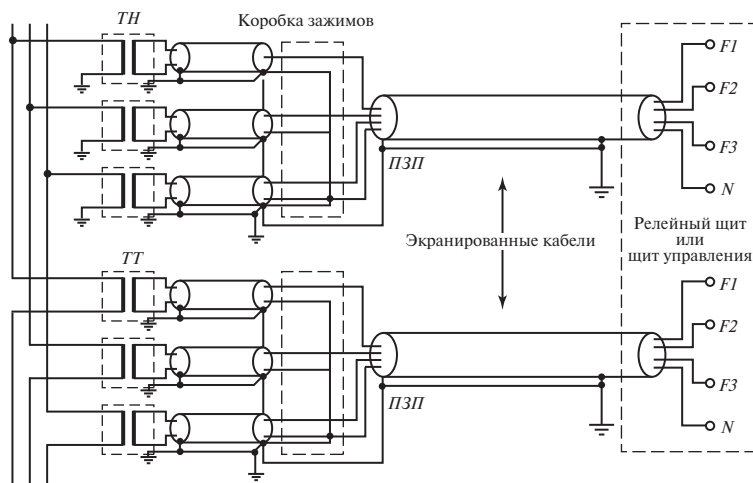 ТН
Коробка зажимов
F1
F2
F3
N
ПЗП
Экранированные кабели
Релейный щит
или
щит управления
ТТ
F1
F2
F3
N
ПЗП